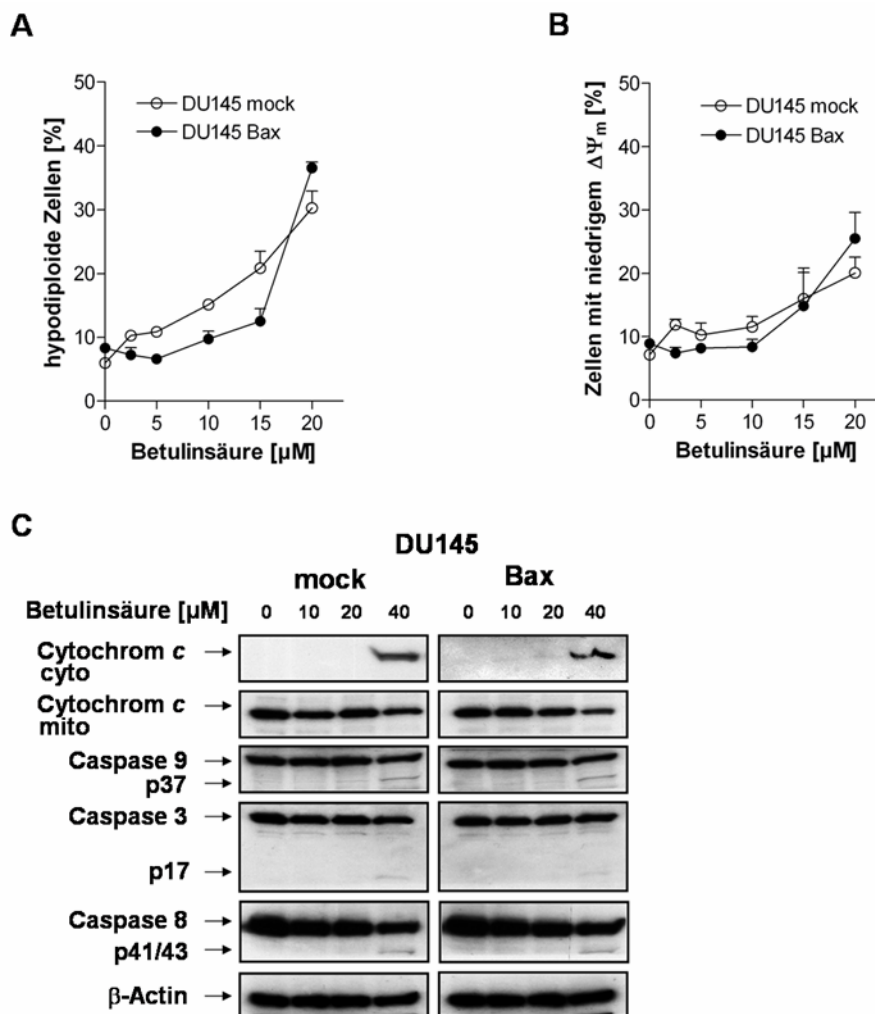 A
50
40
30
20
10
0
hypodiploide Zellen [%]
DU145 mock
DU145 Bax
0 5 10 15 20
Betulinsäure [µM]
B
50
40
30
20
10
0
Zellen mit niedrigem ΔΨm [%]
DU145 mock
DU145 Bax
0 5 10 15 20
Betulinsäure [µM]
C
DU145
mock Bax
Betulinsäure [µM] 0 10 20 40 0 10 20 40
Cytochrom c
cyto
Cytochrom c
mito
Caspase 9
p37
Caspase 3
p17
Caspase 8
p41/43
β-Actin